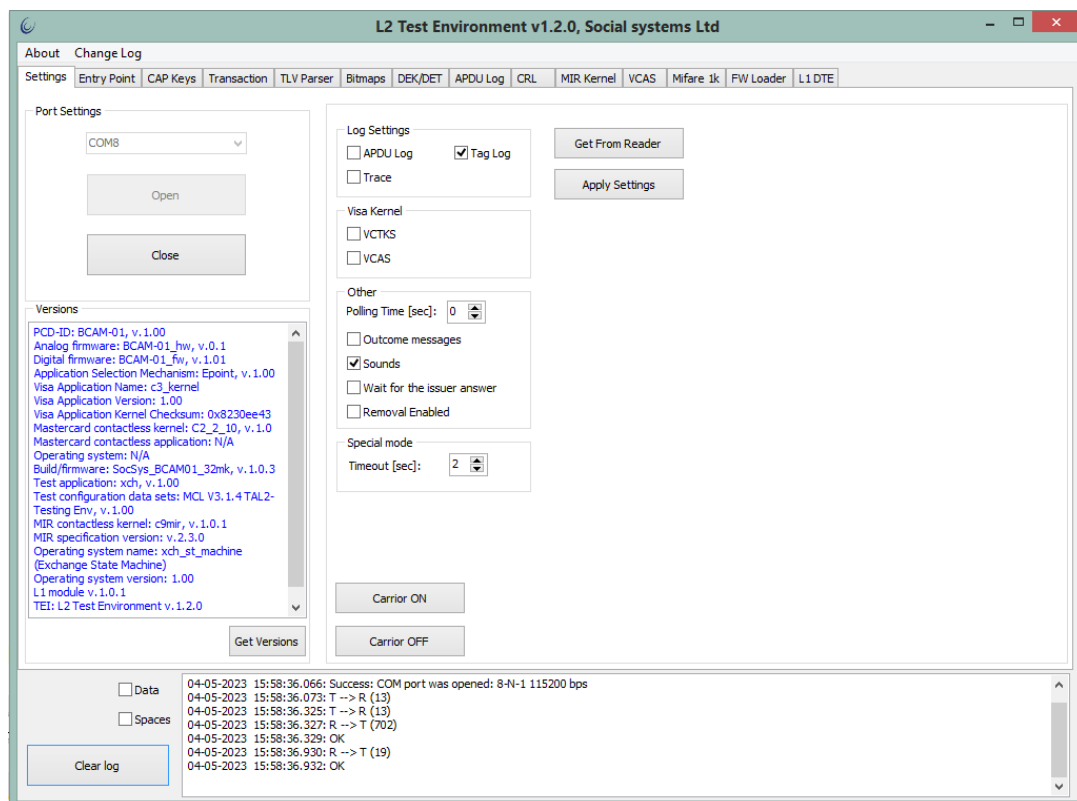 L2 Test Environment v1.2.0, Social systems Ltd
About Change Log
Settings Entry Point CAP Keys Transaction TLV Parser Bitmaps DEK/DET APDU Log CRL MIR Kernel VCAS Mifare 1k FW Loader L1 DTE
Port Settings
COM8
Open
Close
Versions
PCD-ID: BCAM-01, v.1.00
Analog firmware: BCAM-01_hw, v.0.1
Digital firmware: BCAM-01_fw, v.1.01
Application Selection Mechanism: Epoint, v.1.00
Visa Application Name: c3_kernel
Visa Application Version: 1.00
Visa Application Kernel Checksum: 0x8230ee43
Mastercard contactless kernel: C2_2_10, v.1.0
Mastercard contactless application: N/A
Operating system: N/A
Build/firmware: SocSys_BCAM01_32mk, v.1.0.3
Test application: xch, v.1.00
Test configuration data sets: MCL V3.1.4 TAL2-
Testing Env, v.1.00
MIR contactless kernel: c9mir, v.1.0.1
MIR specification version: v.2.3.0
Operating system name: xch_st_machine
(Exchange State Machine)
Operating system version: 1.00
L1 module v.1.0.1
TEI: L2 Test Environment v.1.2.0
Get Versions
Log Settings
APDU Log Tag Log
Trace
Visa Kernel
VCTKS
VCAS
Other
Polling Time [sec]: 0
Outcome messages
Sounds
Wait for the issuer answer
Removal Enabled
Special mode
Timeout [sec]: 2
Carrior ON
Carrior OFF
Get From Reader
Apply Settings
Data
Spaces
Clear log
04-05-2023 15:58:36.066: Success: COM port was opened: 8-N-1 115200 bps
04-05-2023 15:58:36.073: T --> R (13)
04-05-2023 15:58:36.325: T --> R (13)
04-05-2023 15:58:36.327: R --> T (702)
04-05-2023 15:58:36.329: OK
04-05-2023 15:58:36.930: R --> T (19)
04-05-2023 15:58:36.932: OK